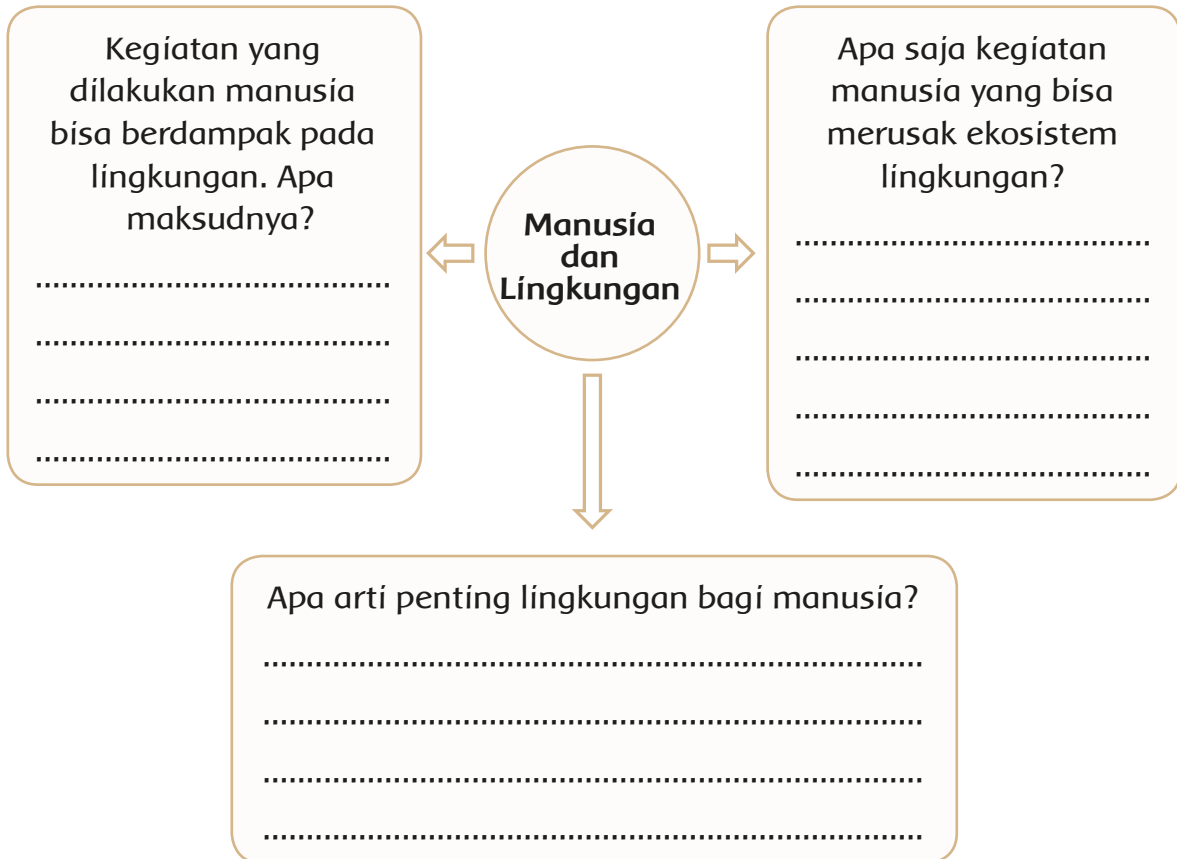 Kegiatan yang
dilakukan manusia
bisa berdampak pada
lingkungan. Apa
maksudnya?
........................................
........................................
........................................
........................................
Manusia
dan
Lingkungan
Apa saja kegiatan
manusia yang bisa
merusak ekosistem
lingkungan?
........................................
........................................
........................................
........................................
........................................
Apa arti penting lingkungan bagi manusia?
..........................................................................
..........................................................................
..........................................................................
..........................................................................